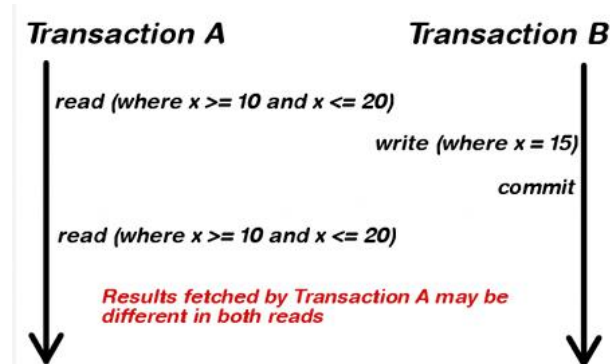 Transaction A
Transaction B
read (where x >= 10 and x <= 20)
write (where x = 15)
commit
read (where x >= 10 and x <= 20)
Results fetched by Transaction A may be
different in both reads